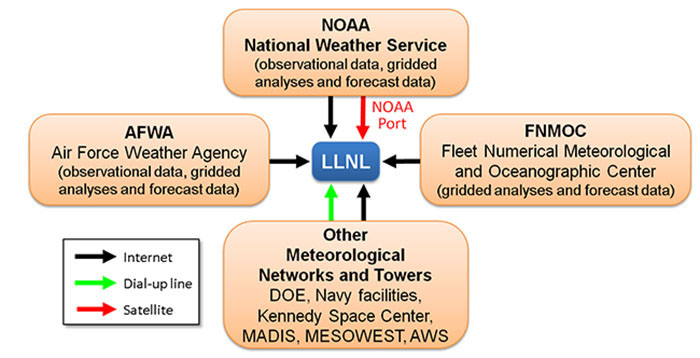 NOAA
National Weather Service
(observational data, gridded
analyses and forecast data)
NOAA
Port
AFWA
Air Force Weather Agency
(observational data, gridded
analyses and forecast data)
LLNL
FNMOC
Fleet Numerical Meteorological
and Oceanographic Center
(gridded analyses and forecast data)
Other
Meteorological
Networks and Towers
DOE, Navy facilities,
Kennedy Space Center,
MADIS, MESOWEST, AWS
Internet
Dial-up line
Satellite